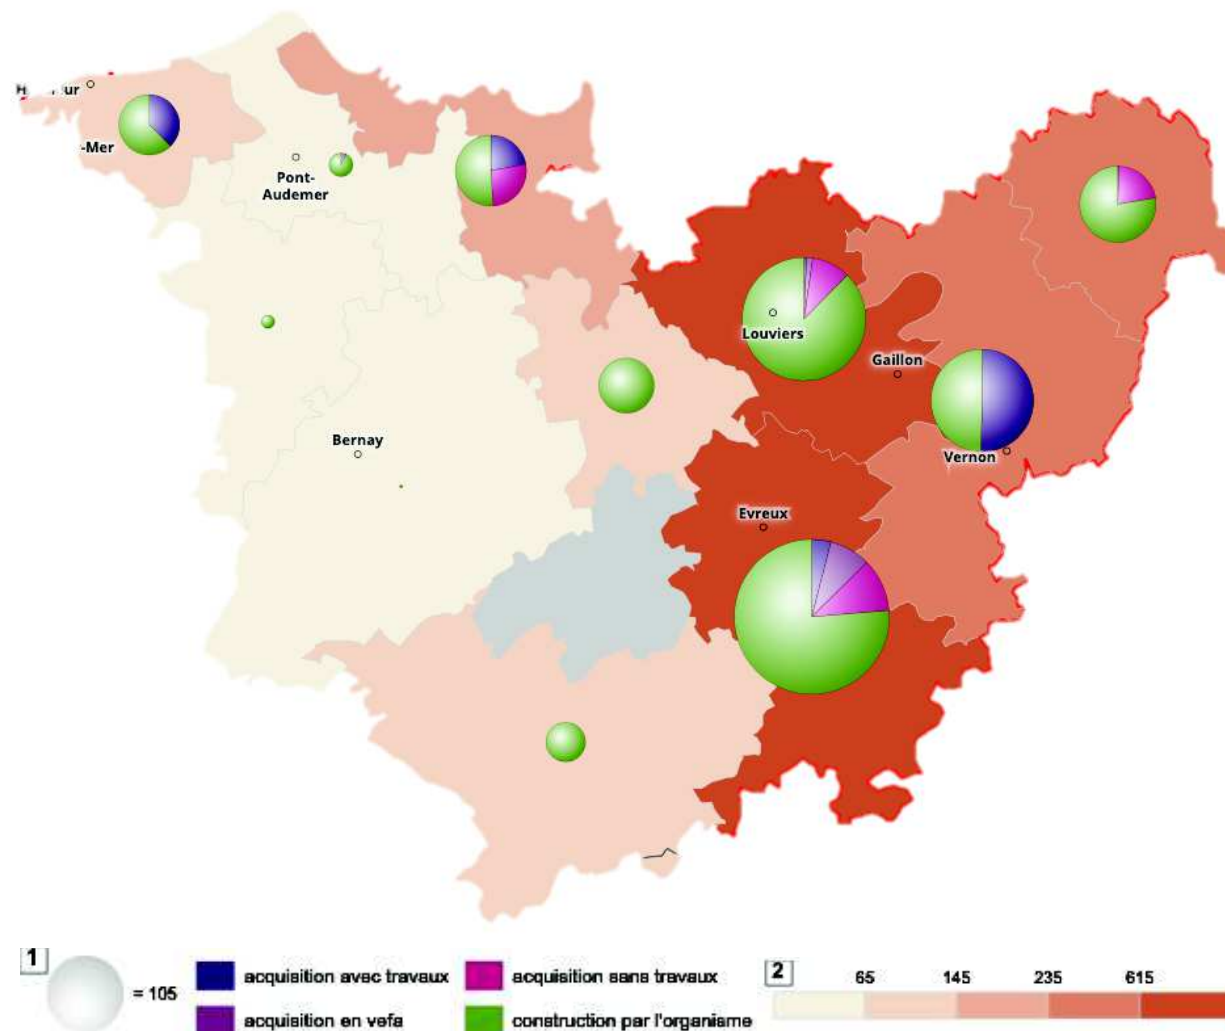 -Mer
Pont-
Audemer
Louviers
Gaillon
Bernay
Vernon
Evreux
1
= 105
acquisition avec travaux
acquisition sans travaux
acquisition en vefa
construction par l'organisme
2
65 145 235 615